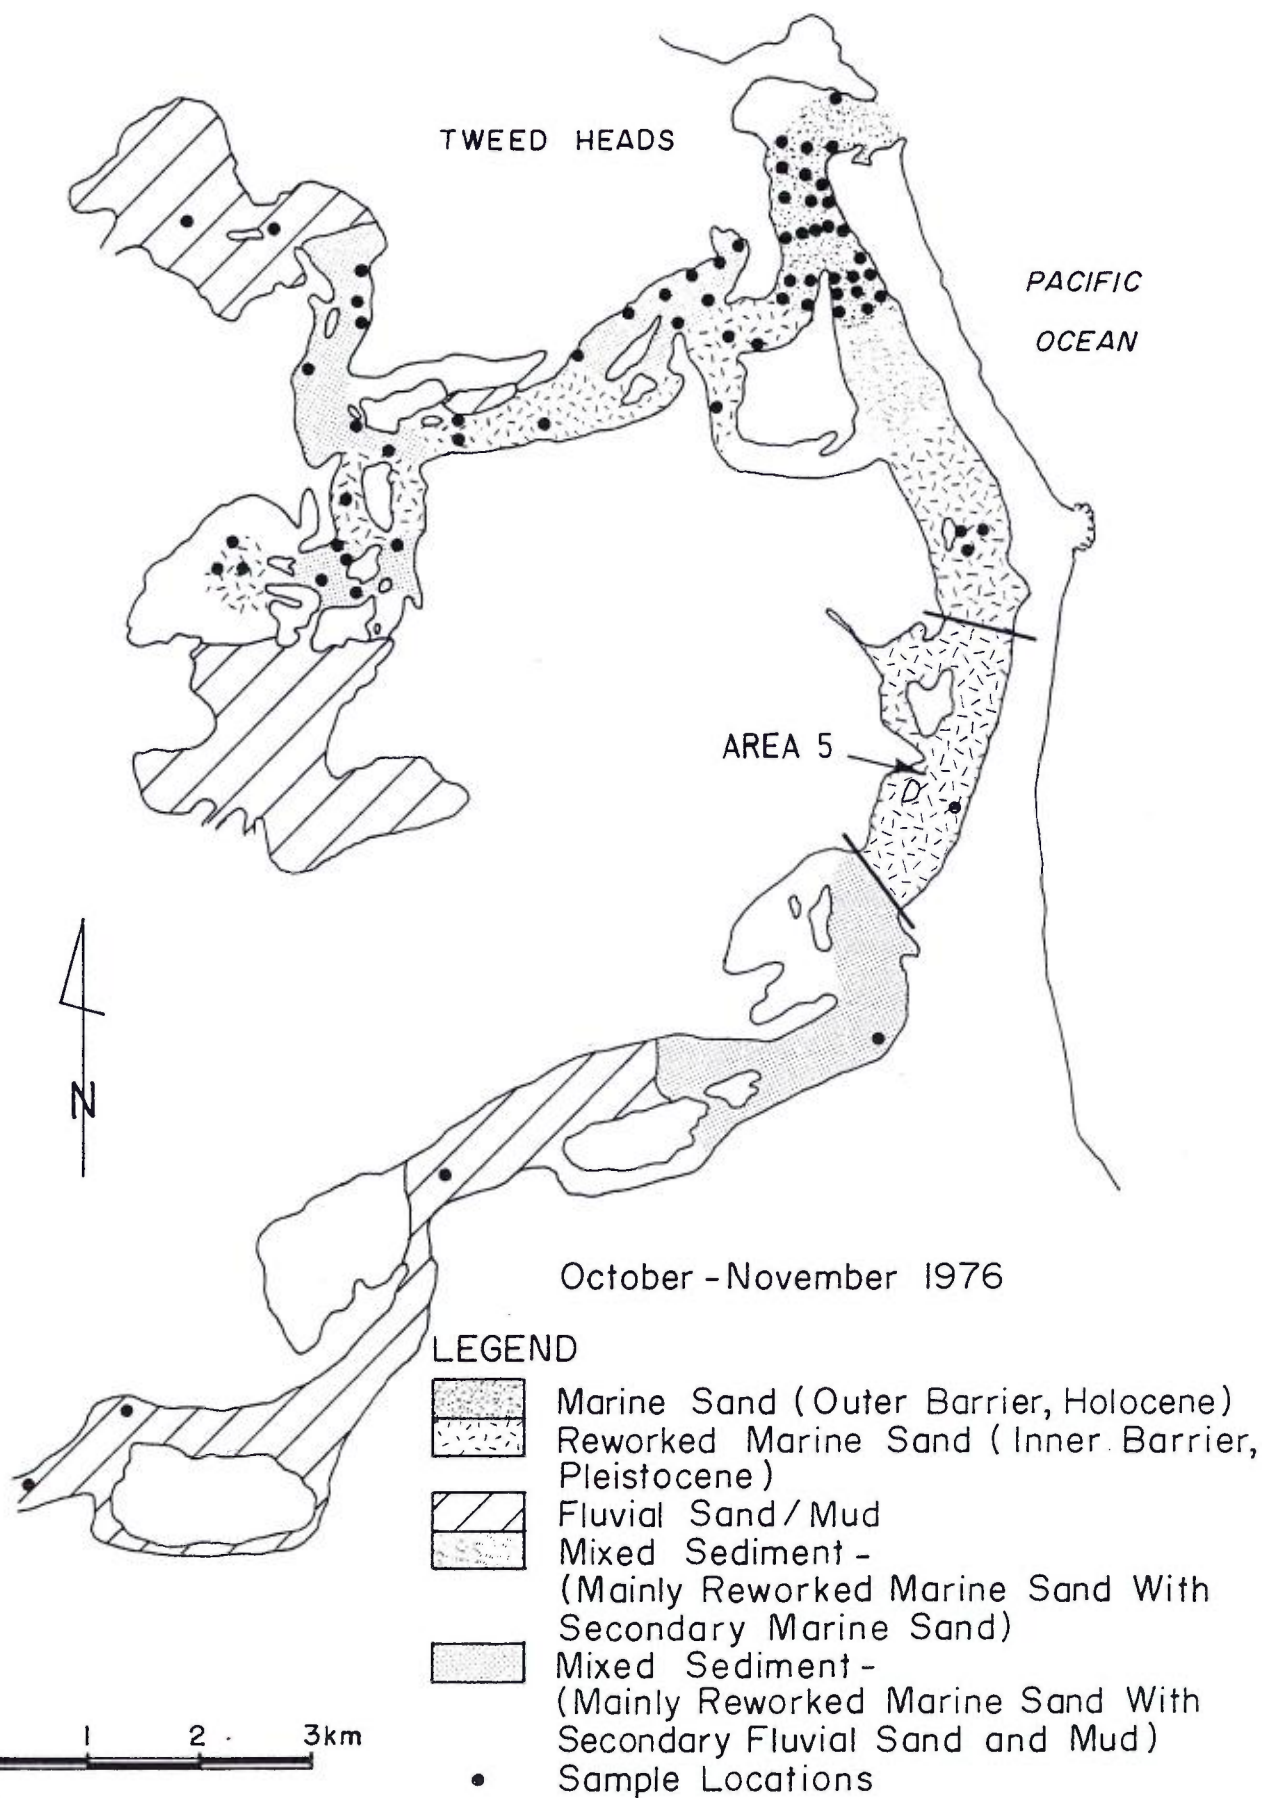 TWEED HEADS
PACIFIC
OCEAN
AREA 5
D
N
October - November 1976
LEGEND
Marine Sand (Outer Barrier, Holocene)
Reworked Marine Sand (Inner Barrier,
Pleistocene)
Fluvial Sand/Mud
Mixed Sediment -
(Mainly Reworked Marine Sand With
Secondary Marine Sand)
Mixed Sediment -
(Mainly Reworked Marine Sand With
Secondary Fluvial Sand and Mud)
1 2 3km
Sample Locations